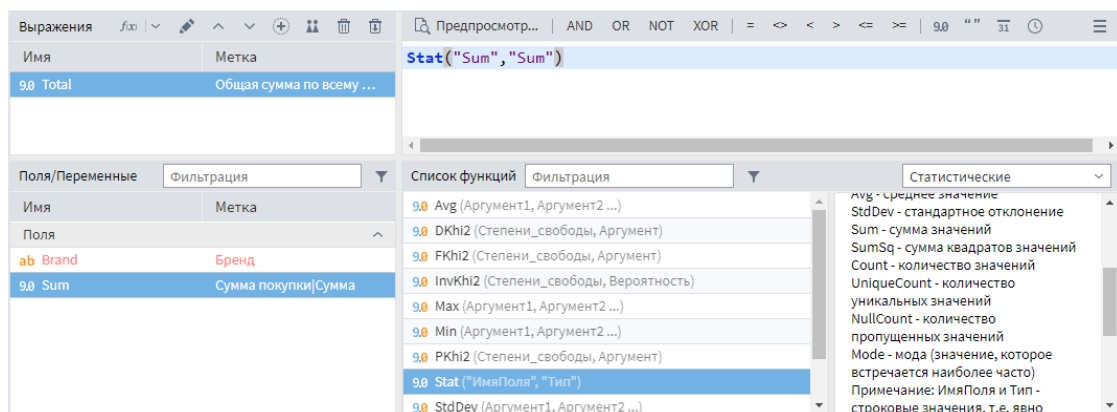 Выражения f(x) Предпросмотр... AND OR NOT XOR = <> < > <= >= 9.0 “ ” 31
Имя Метка
Stat("Sum","Sum")
9.0 Total Общая сумма по всему ...
Поля/Переменные Фильтрация
Имя Метка
Поля
ab Brand Бренд
9.0 Sum Сумма покупки|Сумма
Список функций Фильтрация Статистические
9.0 Avg (Аргумент1, Аргумент2 ...)
9.0 DKhi2 (Степени_свободы, Аргумент)
9.0 FKhi2 (Степени_свободы, Аргумент)
9.0 InvKhi2 (Степени_свободы, Вероятность)
9.0 Max (Аргумент1, Аргумент2 ...)
9.0 Min (Аргумент1, Аргумент2 ...)
9.0 PKhi2 (Степени_свободы, Аргумент)
9.0 Stat ("ИмяПоля", "Тип")
9.0 StdDev (Аргумент1, Аргумент2 ...)
Avg - среднее значение
StdDev - стандартное отклонение
Sum - сумма значений
SumSq - сумма квадратов значений
Count - количество значений
UniqueCount - количество
уникальных значений
NullCount - количество
пропущенных значений
Mode - мода (значение, которое
встречается наиболее часто)
Примечание: ИмяПоля и Тип -
строковые значения, т.е. явно